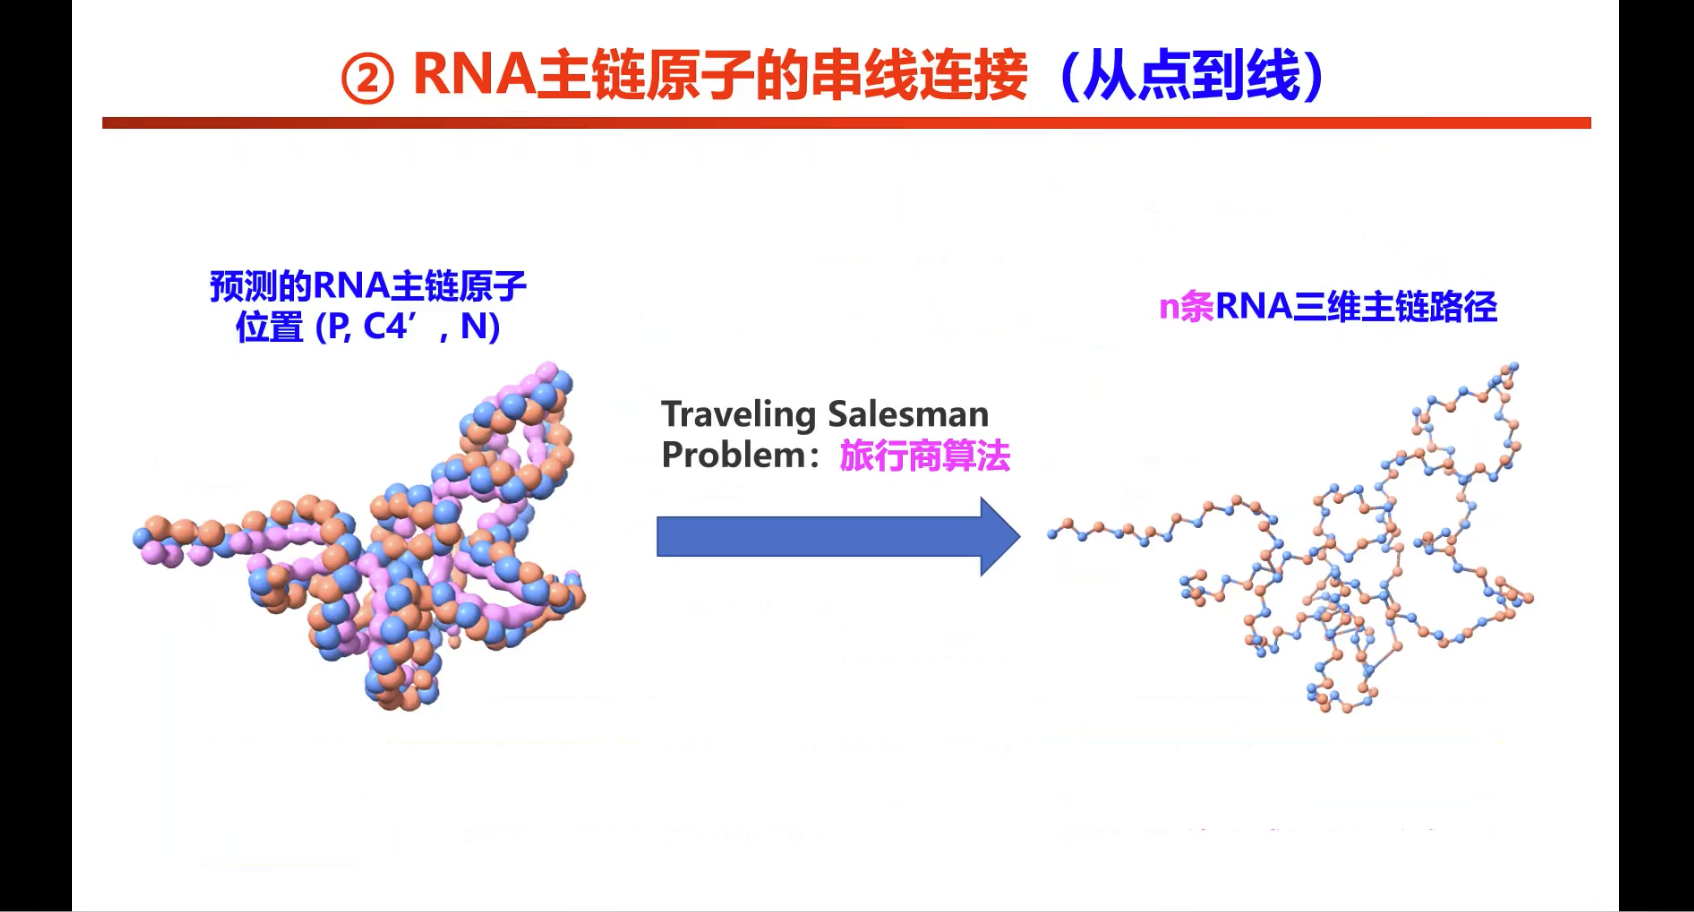 ② RNA主链原子的串线连接（从点到线）
预测的RNA主链原子
位置 (P, C4′, N)
n条RNA三维主链路径
Traveling Salesman
Problem：旅行商算法